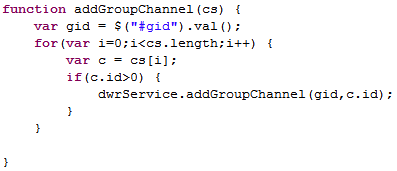 function addGroupChannel(cs) {
    var gid = $("#gid").val();
    for(var i=0;i<cs.length;i++) {
        var c = cs[i];
        if(c.id>0) {
            dwrService.addGroupChannel(gid,c.id);
        }
    }

}